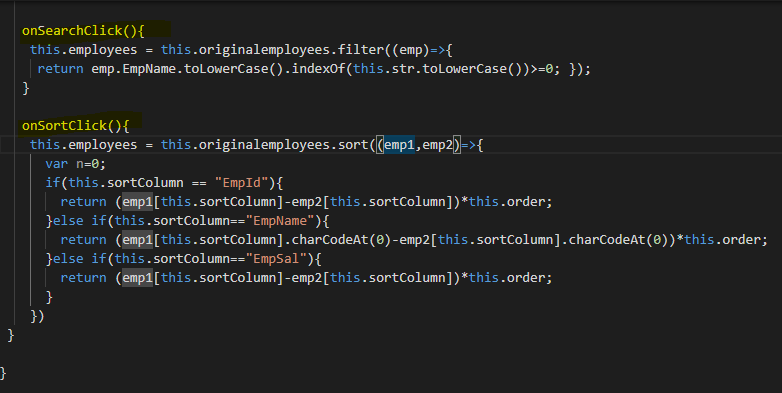 onSearchClick(){
this.employees = this.originalemployees.filter((emp)=>{
return emp.EmpName.toLowerCase().indexOf(this.str.toLowerCase())>=0; });
}
onSortClick(){
this.employees = this.originalemployees.sort((emp1,emp2)=>{
var n=0;
if(this.sortColumn == "EmpId"){
return (emp1[this.sortColumn]-emp2[this.sortColumn])*this.order;
}else if(this.sortColumn=="EmpName"){
return (emp1[this.sortColumn].charCodeAt(0)-emp2[this.sortColumn].charCodeAt(0))*this.order;
}else if(this.sortColumn=="EmpSal"){
return (emp1[this.sortColumn]-emp2[this.sortColumn])*this.order;
}
})
}
}